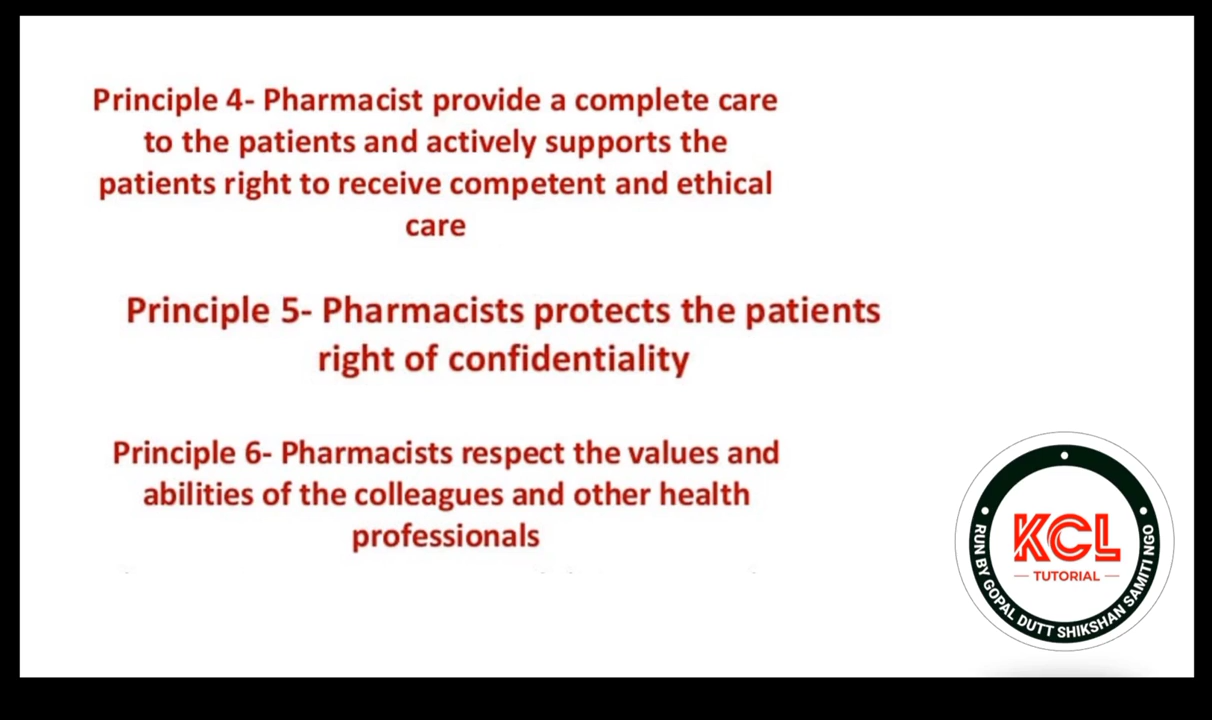 Principle 4- Pharmacist provide a complete care
to the patients and actively supports the
patients right to receive competent and ethical
care
Principle 5- Pharmacists protects the patients
right of confidentiality
Principle 6- Pharmacists respect the values and
abilities of the colleagues and other health
professionals
KCL
TUTORIAL
RUN BY GOPAL DUTT SHIKSHAN SAMITI NGO